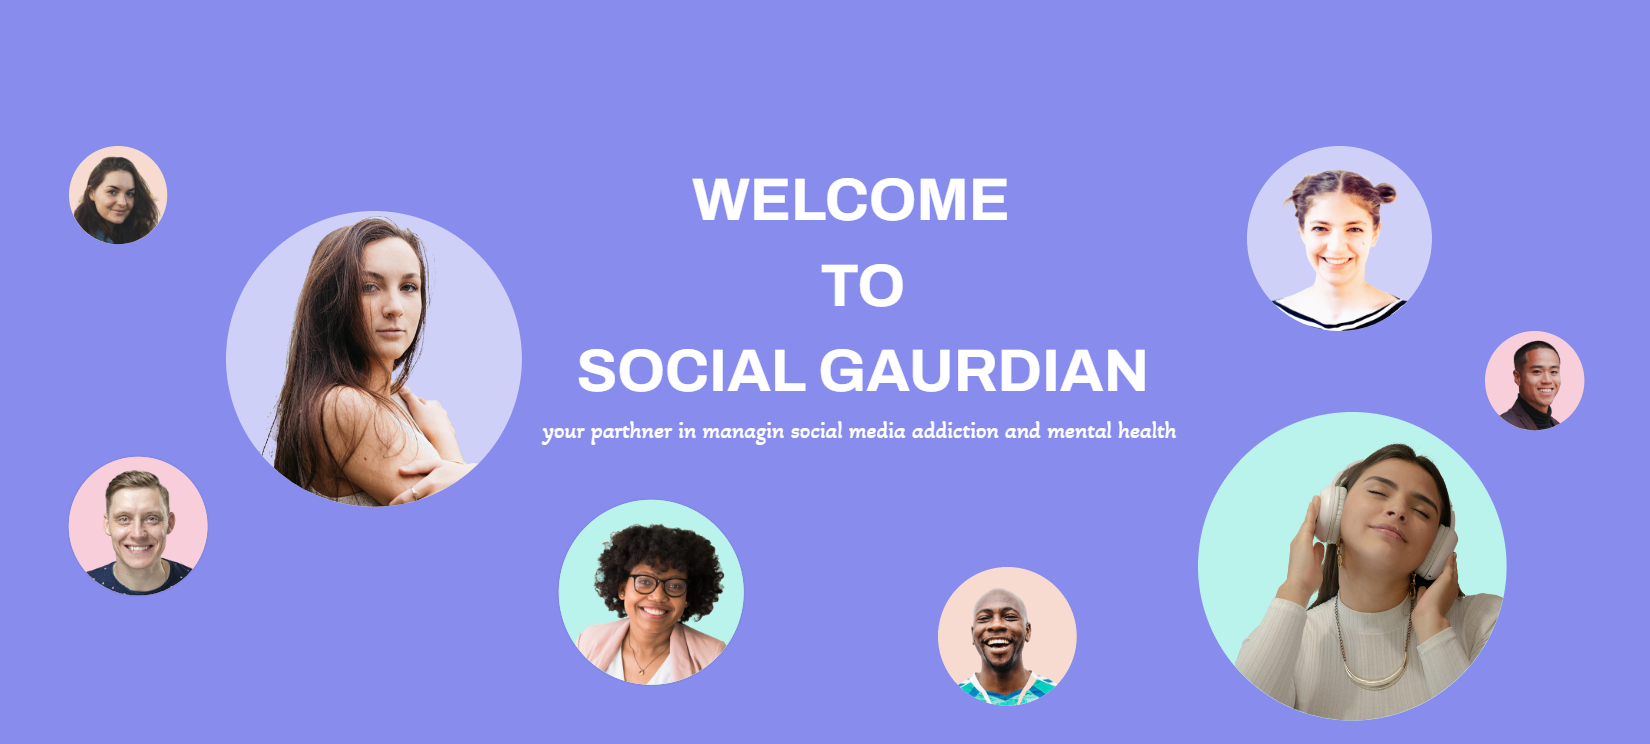 WELCOME
TO
SOCIAL GAURDIAN
your parthner in managin social media addiction and mental health